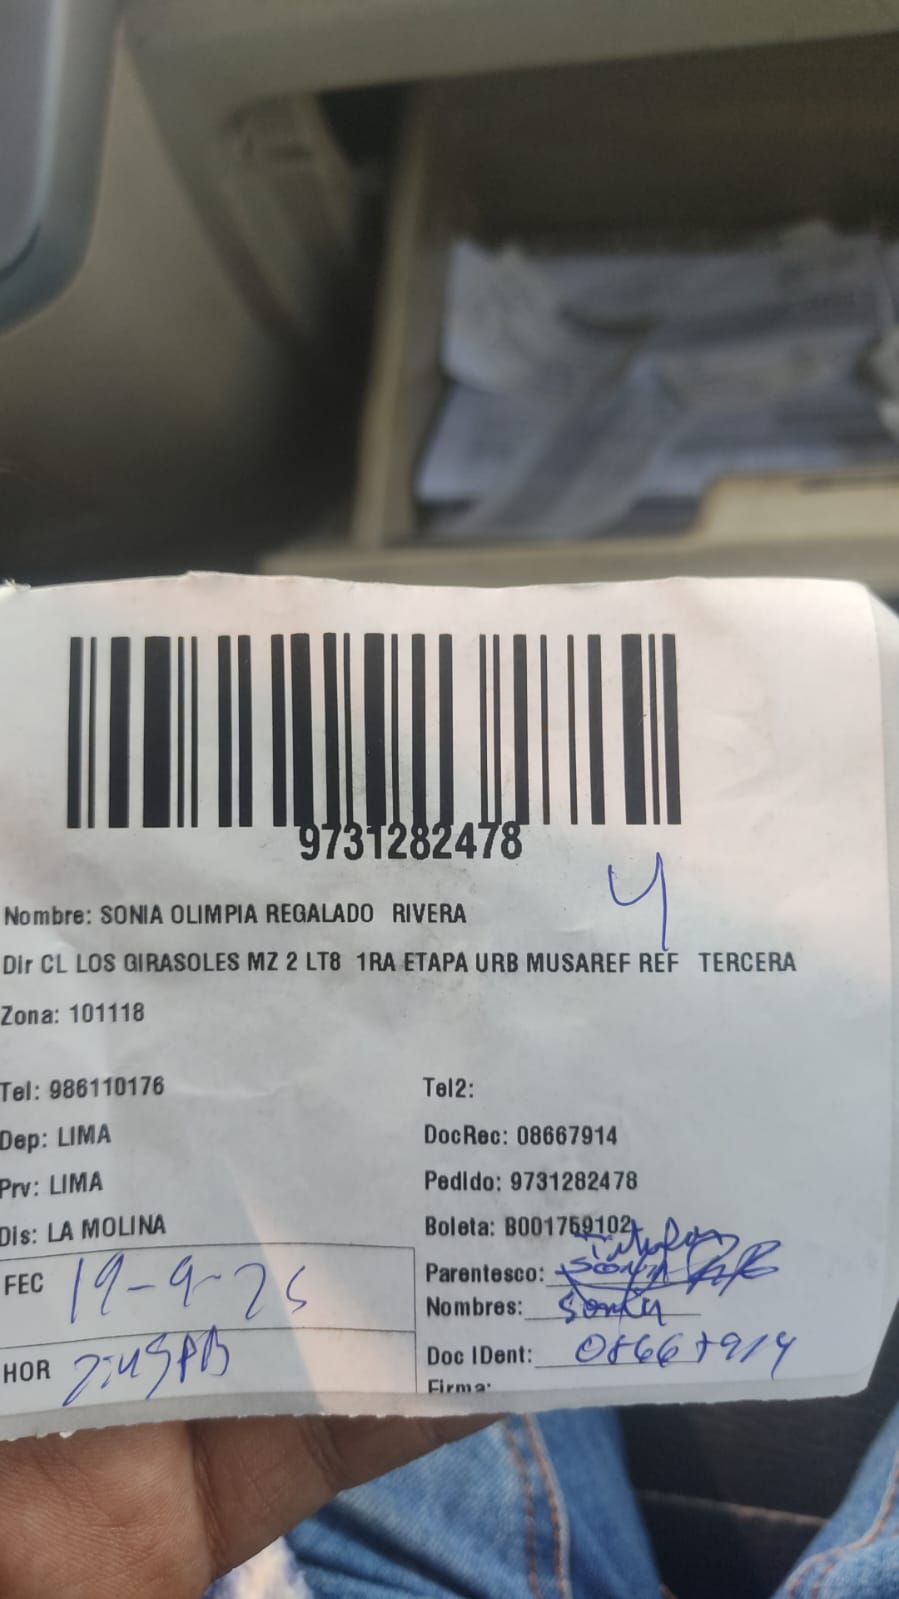 9731282478
4
Nombre: SONIA OLIMPIA REGALADO RIVERA
Dir CL LOS GIRASOLES MZ 2 LT8 1RA ETAPA URB MUSAREF REF TERCERA
Zona: 101118
Tel: 986110176 Tel2:
Dep: LIMA DocRec: 08667914
Prv: LIMA Pedido: 9731282478
Dis: LA MOLINA Boleta: B001759102
Titular
FEC 19-9-25 Parentesco:
Nombres: Sonia
HOR Doc IDent: 08667914
Firma: